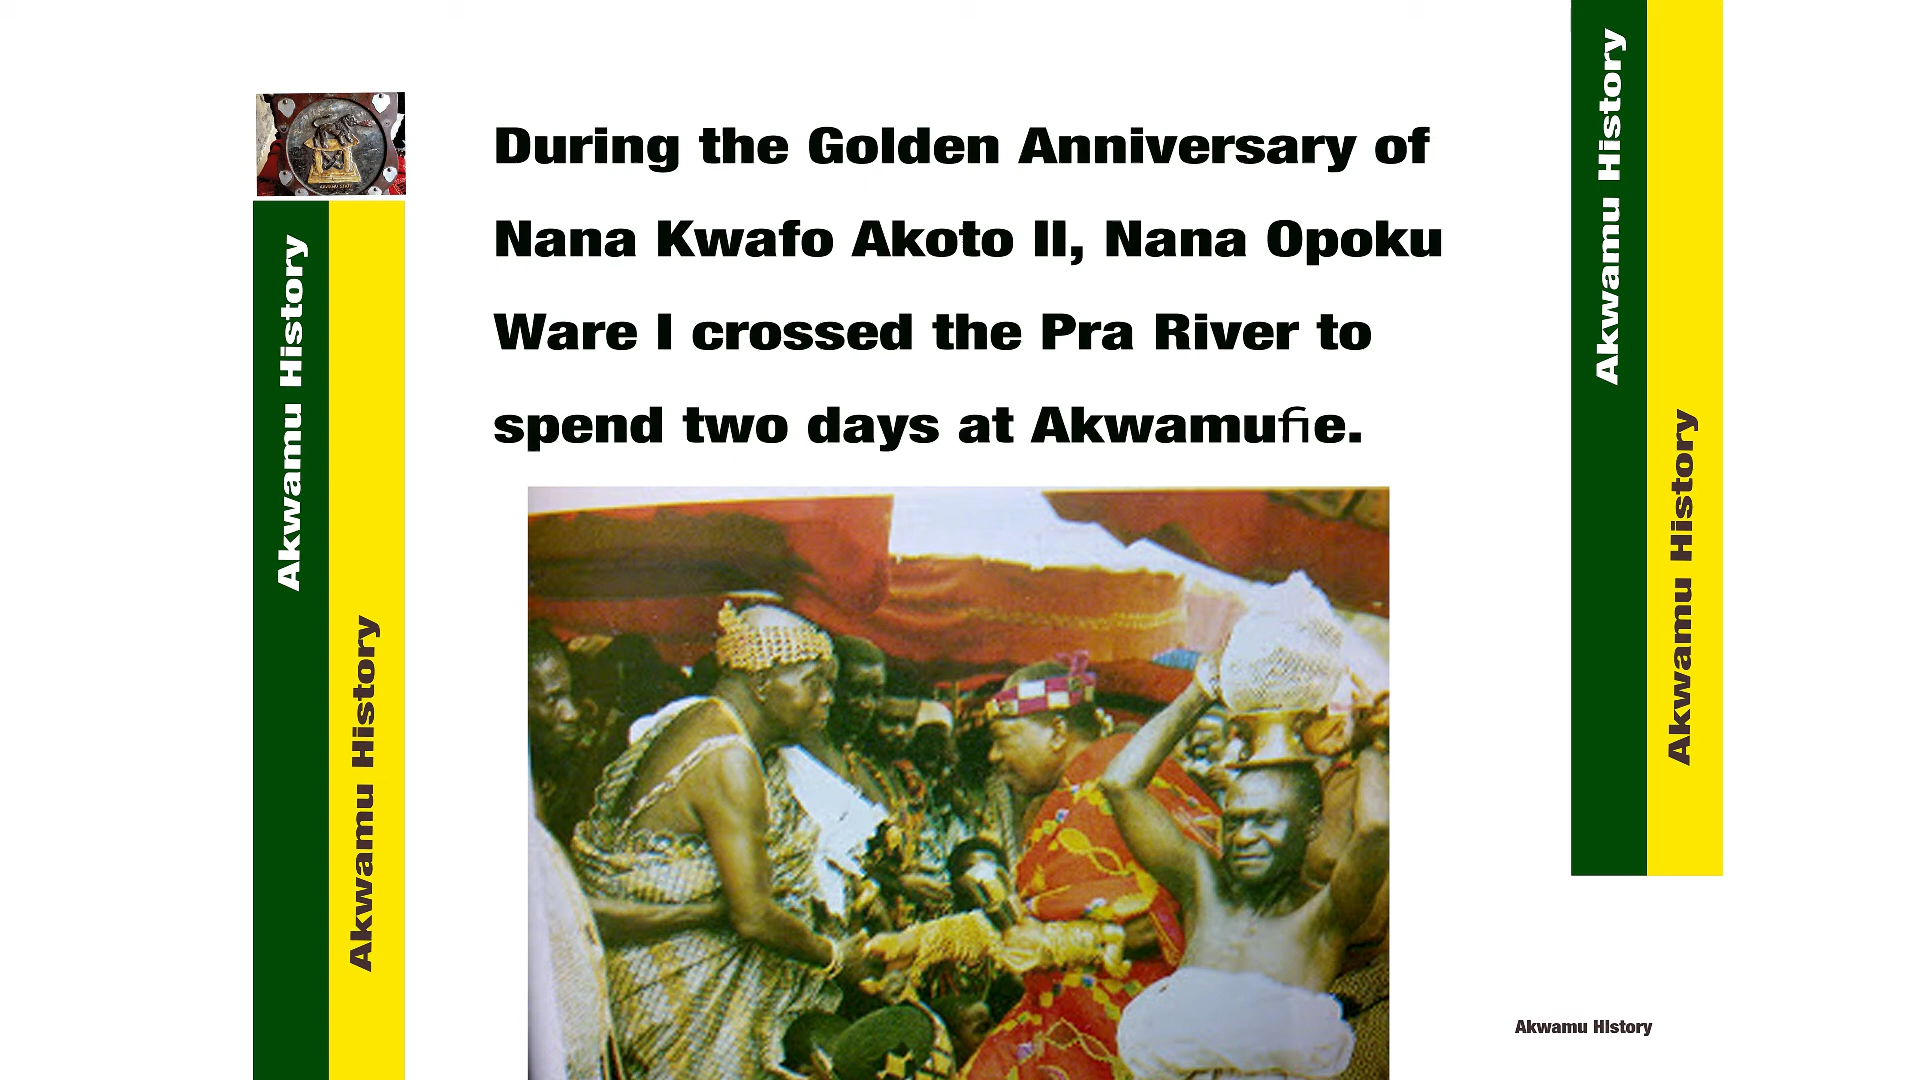 During the Golden Anniversary of
Nana Kwafo Akoto II, Nana Opoku
Ware I crossed the Pra River to
spend two days at Akwamufie.
Akwamu History
Akwamu History
Akwamu History
Akwamu History
Akwamu HIstory